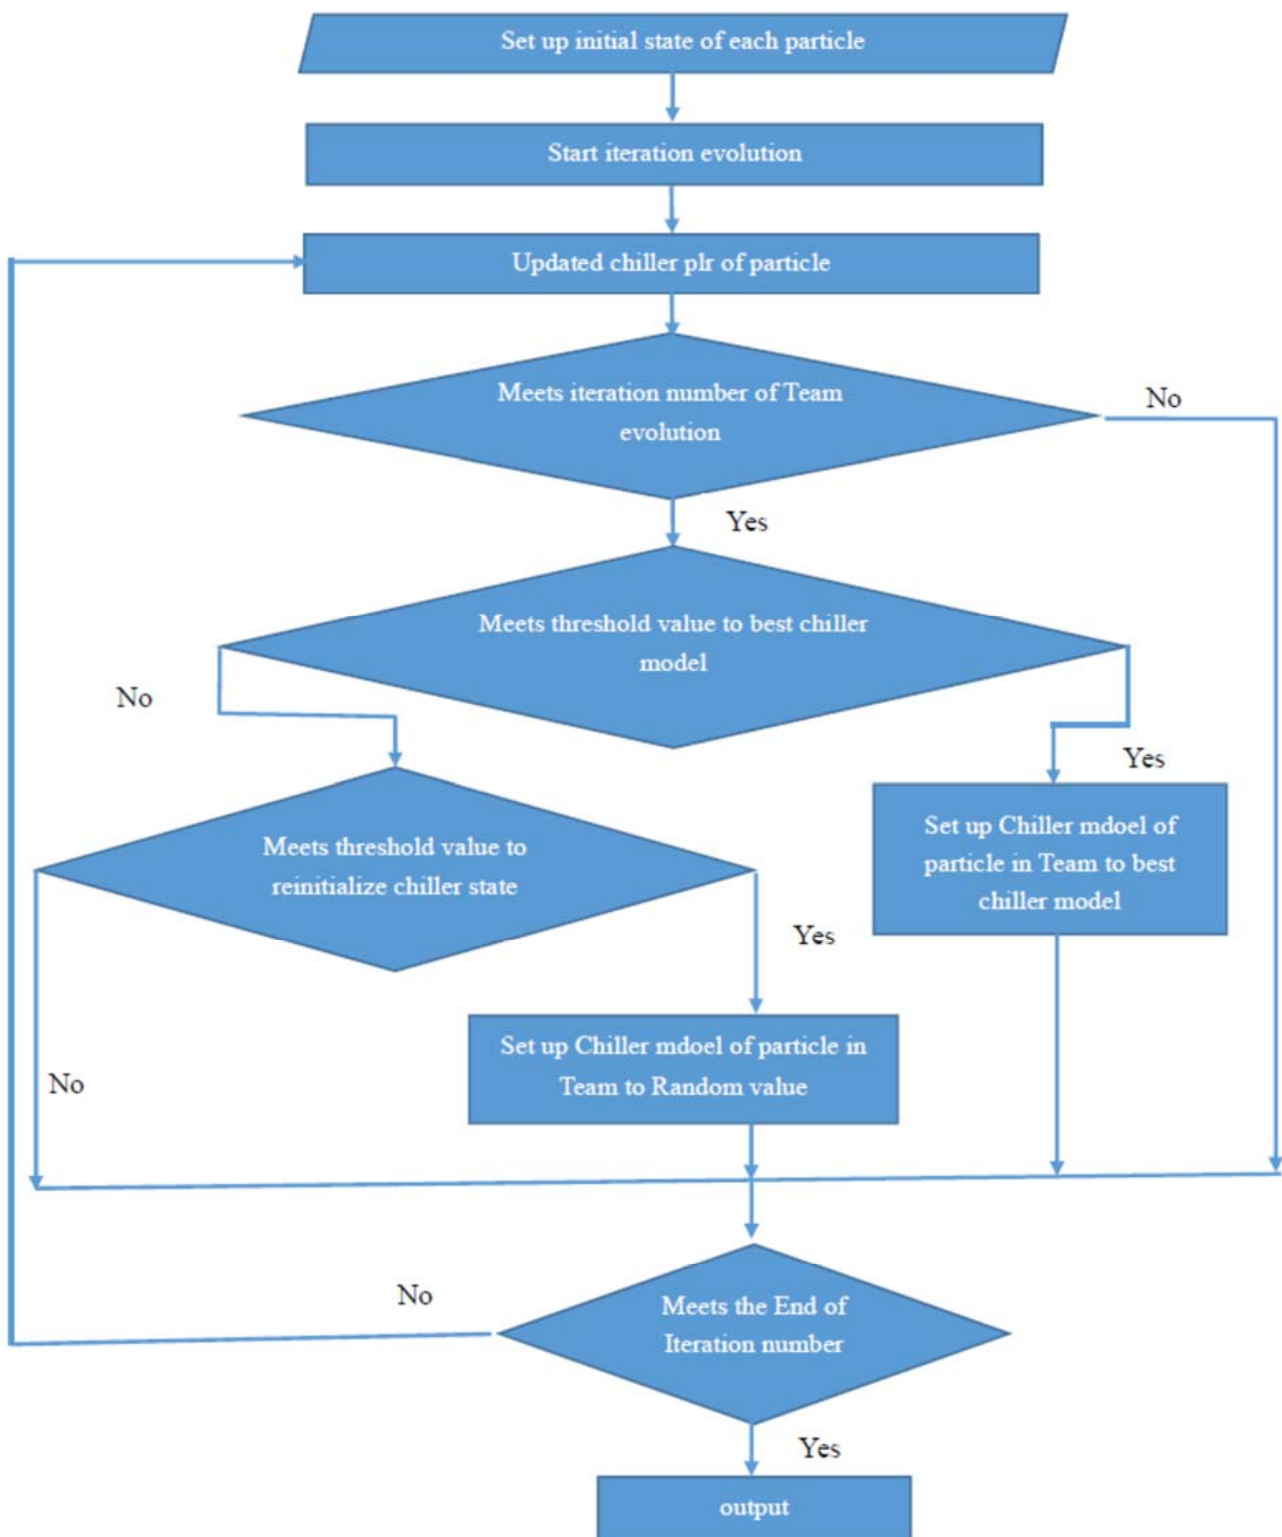 Set up initial state of each particle
Start iteration evolution
Updated chiller plr of particle
Meets iteration number of Team
evolution
No
Yes
Meets threshold value to best chiller
model
No
Yes
Set up Chiller mdoel of
particle in Team to best
chiller model
Meets threshold value to
reinitialize chiller state
Yes
No
Set up Chiller mdoel of particle in
Team to Random value
No
Meets the End of
Iteration number
Yes
output